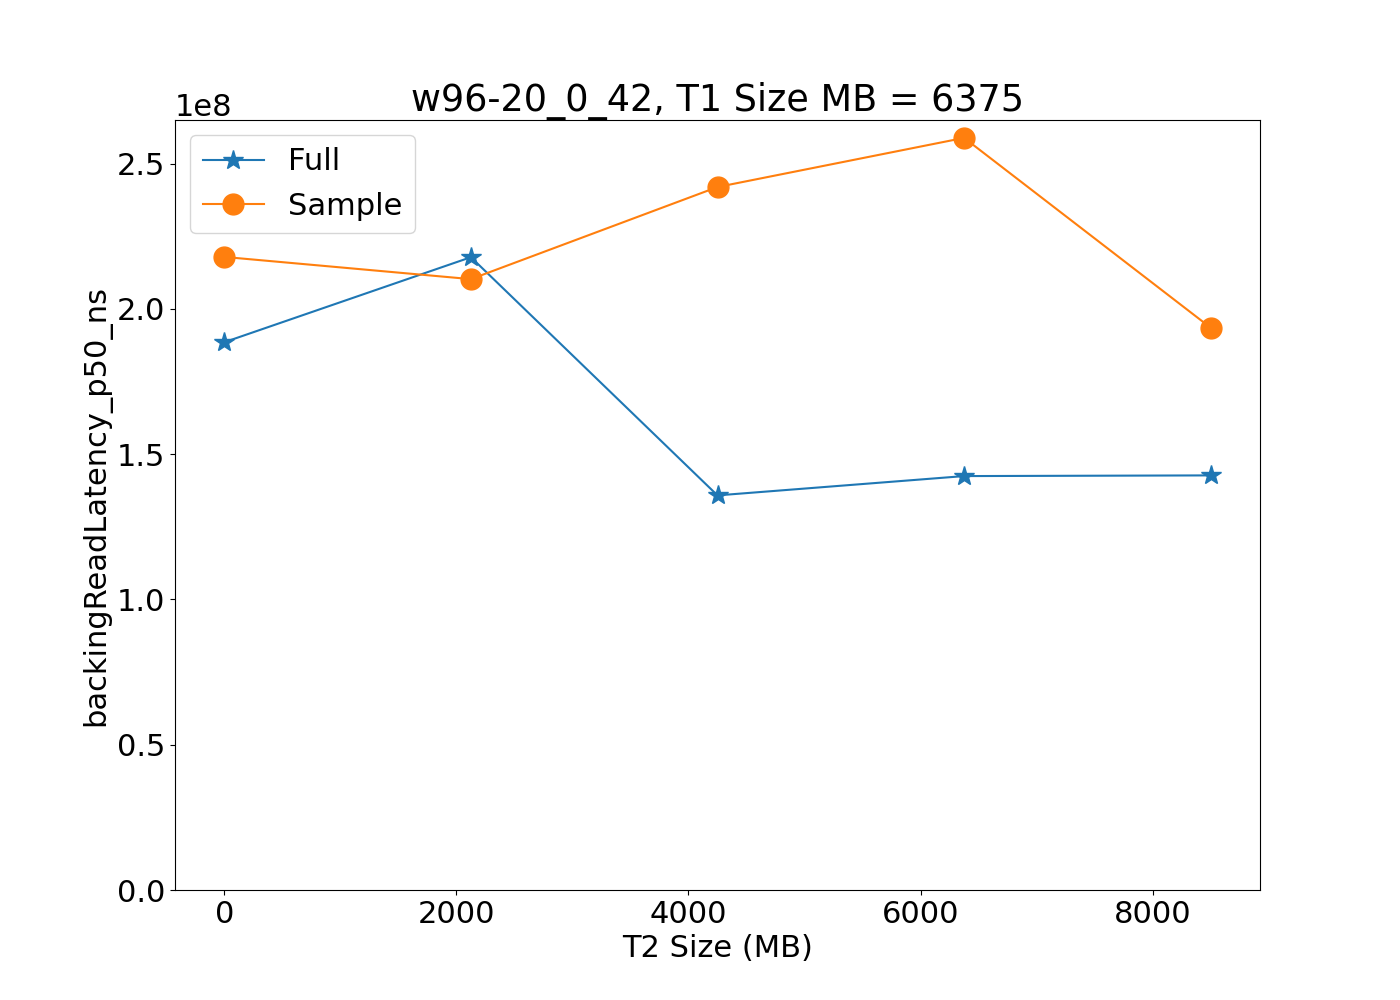 w96-20_0_42, T1 Size MB = 6375
1e8
Full
Sample
2.5
2.0
1.5
1.0
0.5
0.0
backingReadLatency_p50_ns
0 2000 4000 6000 8000
T2 Size (MB)